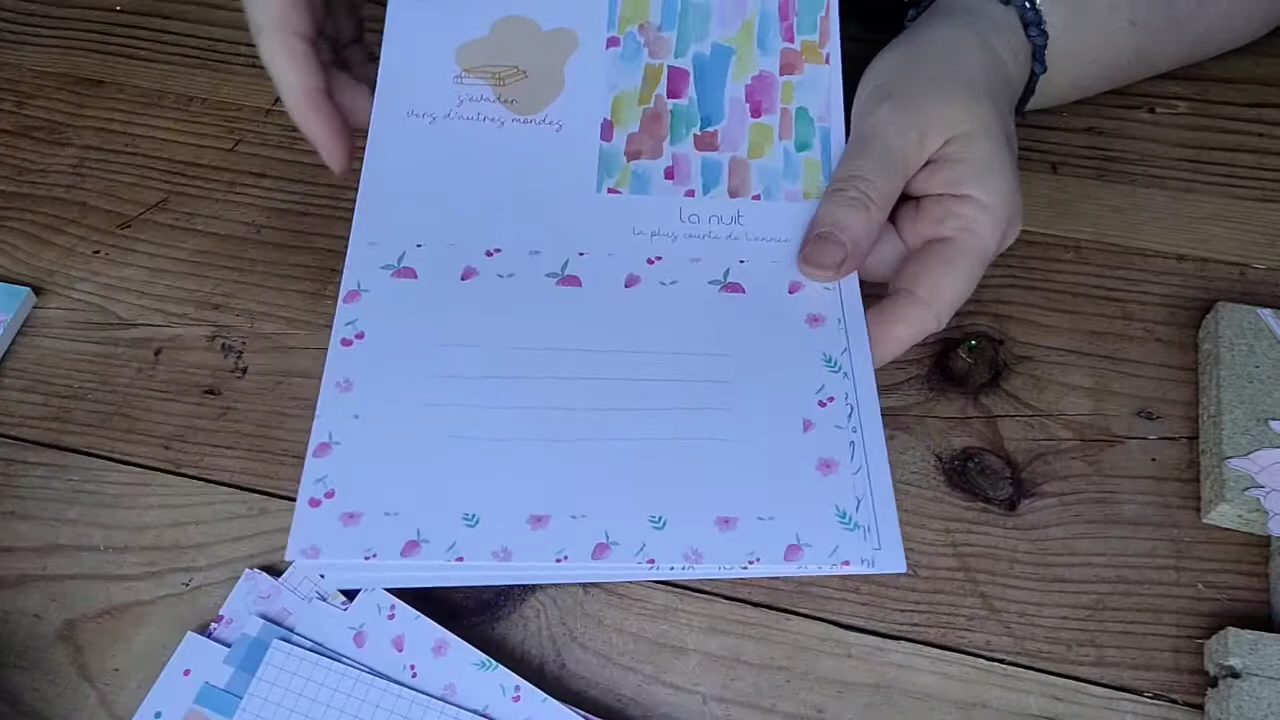 s'évader
vers d'autres mondes
la nuit
la plus courte de l'année